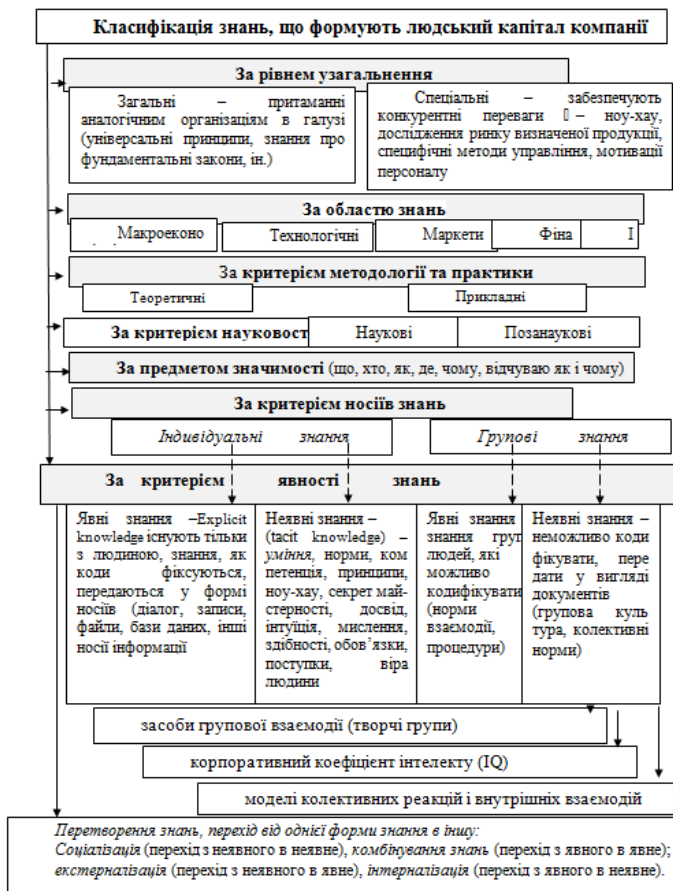 Класифікація знань, що формують людський капітал компанії
За рівнем узагальнення
Загальні – притаманні
аналогічним організаціям в галузі
(універсальні принципи, знання про
фундаментальні закони, ін.)
Спеціальні – забезпечують
конкурентні переваги – ноу-хау,
дослідження ринку визначеної продукції,
специфічні методи управління, мотивації
персоналу
За областю знань
Макроеконо
Технологічні
Маркети
Фіна
І
За критерієм методології та практики
Теоретичні
Прикладні
За критерієм науковост
Наукові
Позанаукові
За предметом значимості (що, хто, як, де, чому, відчуваю як і чому)
За критерієм носіїв знань
Індивідуальні знання
Групові знання
За критерієм явності знань
Явні знання –Explicit
knowledge існують тільки
з людиною, знання, як
коди фіксуються,
передаються у формі
носіїв (діалог, записи,
файли, бази даних, інші
носії інформації
Неявні знання –
(tacit knowledge) –
уміння, норми, ком
петенція, принципи,
ноу-хау, секрет май-
стерності, досвід,
інтуїція, мислення,
здібності, обов’язки,
поступки, віра
людини
Явні знання
знання груп
людей, які
можливо
кодифікувати
(норми
взаємодії,
процедури)
Неявні знання –
неможливо коди
фікувати, пере
дати у вигляді
документів
(групова куль
тура, колективні
норми)
засоби групової взаємодії (творчі групи)
корпоративний коефіцієнт інтелекту (IQ)
моделі колективних реакцій і внутрішніх взаємодій
Перетворення знань, перехід від однієї форми знання в іншу:
Соціалізація (перехід з неявного в неявне), комбінування знань (перехід з явного в явне);
екстерналізація (перехід з неявного в явне), інтерналізація (перехід з явного в неявне).